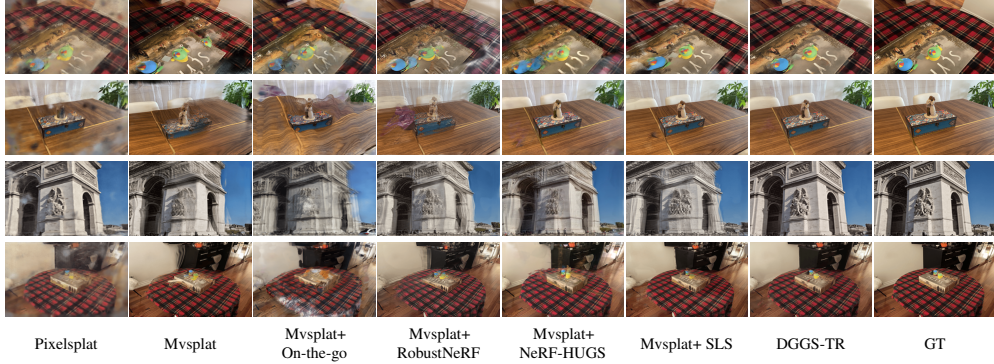 Pixelsplat
Mvsplat
Mvsplat+
On-the-go
Mvsplat+
RobustNeRF
Mvsplat+
NeRF-HUGS
Mvsplat+ SLS
DGGS-TR
GT